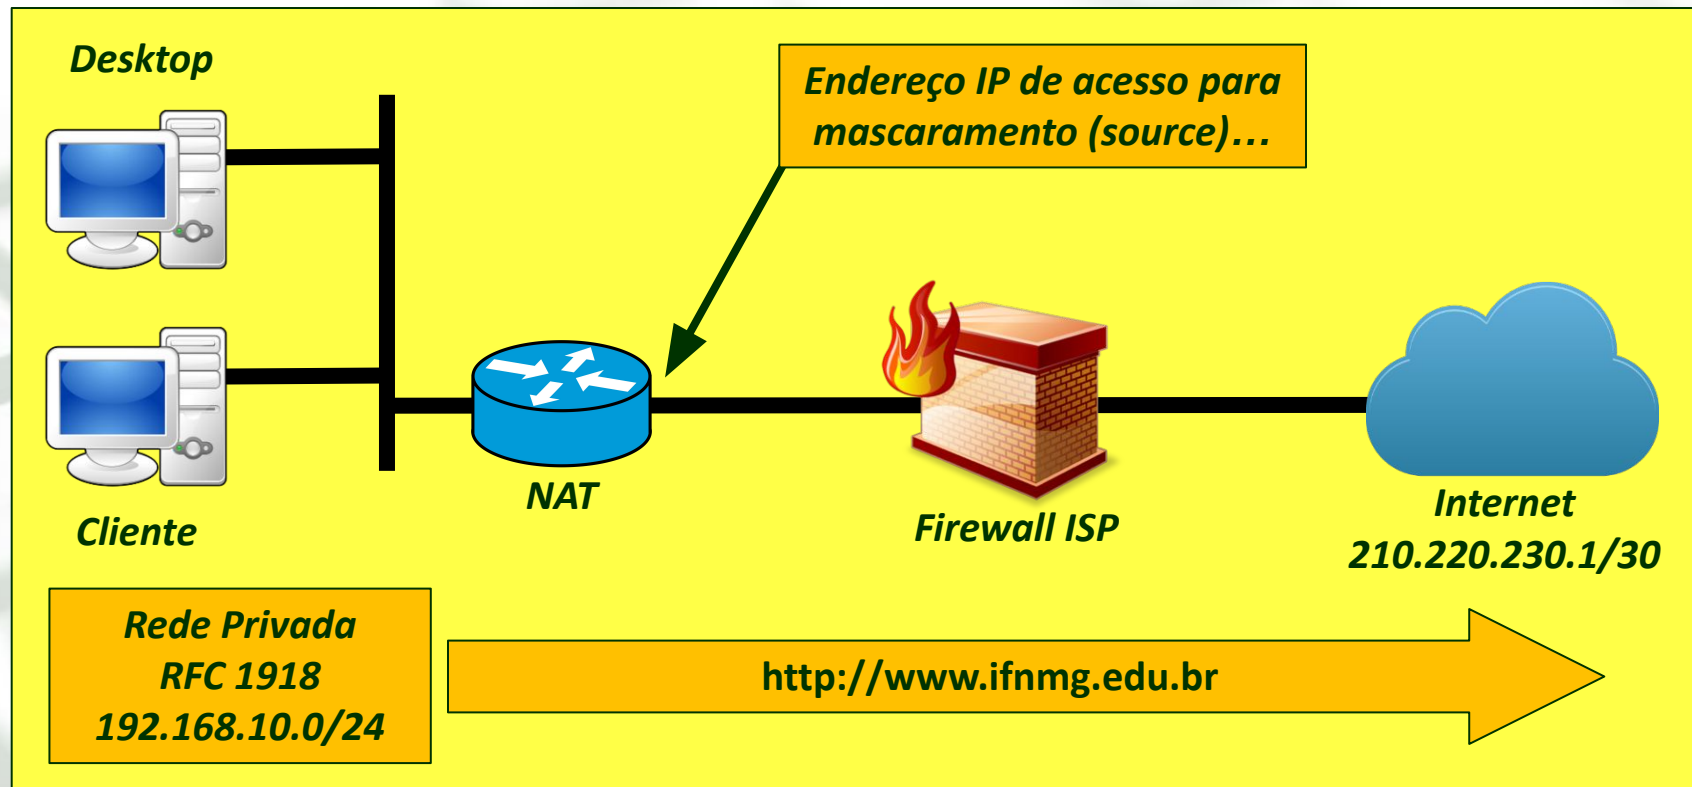 Desktop
Endereço IP de acesso para
mascaramento (source)...
Cliente
NAT
Firewall ISP
Internet
210.220.230.1/30
Rede Privada
RFC 1918
192.168.10.0/24
http://www.ifnmg.edu.br